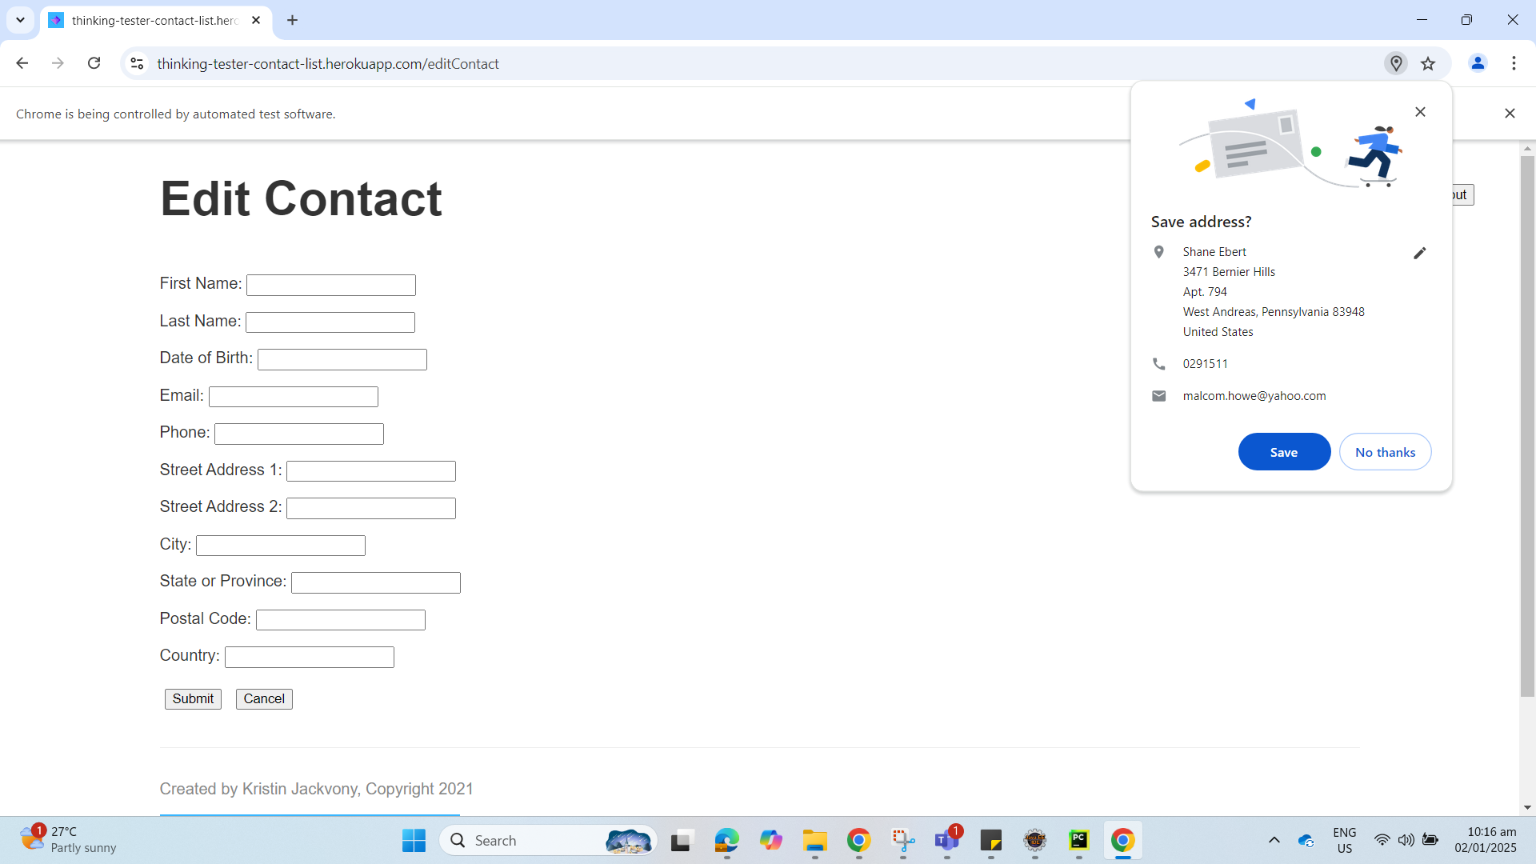 thinking-tester-contact-list.hero
thinking-tester-contact-list.herokuapp.com/editContact
Chrome is being controlled by automated test software.
Edit Contact
out
First Name:
Last Name:
Date of Birth:
Email:
Phone:
Street Address 1:
Street Address 2:
City:
State or Province:
Postal Code:
Country:
Submit
Cancel
Created by Kristin Jackvony, Copyright 2021
Save address?
Shane Ebert
3471 Bernier Hills
Apt. 794
West Andreas, Pennsylvania 83948
United States
0291511
malcom.howe@yahoo.com
Save
No thanks
1
27°C
Partly sunny
Search
1
PC
ENG
US
10:16 am
02/01/2025